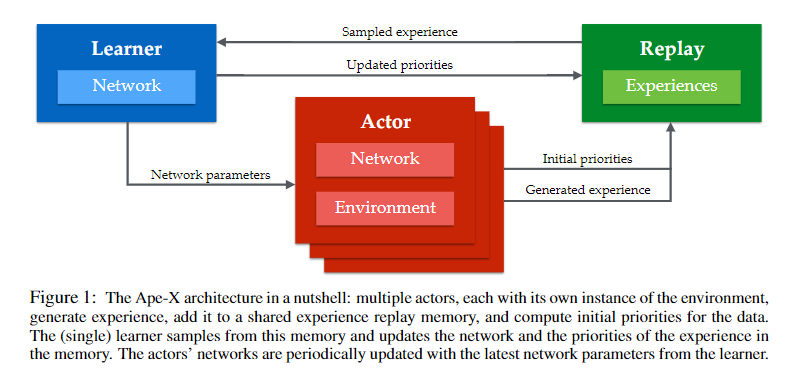 Sampled experience
Learner
Replay
Updated priorities
Network
Experiences
Actor
Network
Initial priorities
Network parameters
Generated experience
Environment
Figure 1: The Ape-X architecture in a nutshell: multiple actors, each with its own instance of the environment,
generate experience, add it to a shared experience replay memory, and compute initial priorities for the data.
The (single) learner samples from this memory and updates the network and the priorities of the experience in
the memory. The actors’ networks are periodically updated with the latest network parameters from the learner.